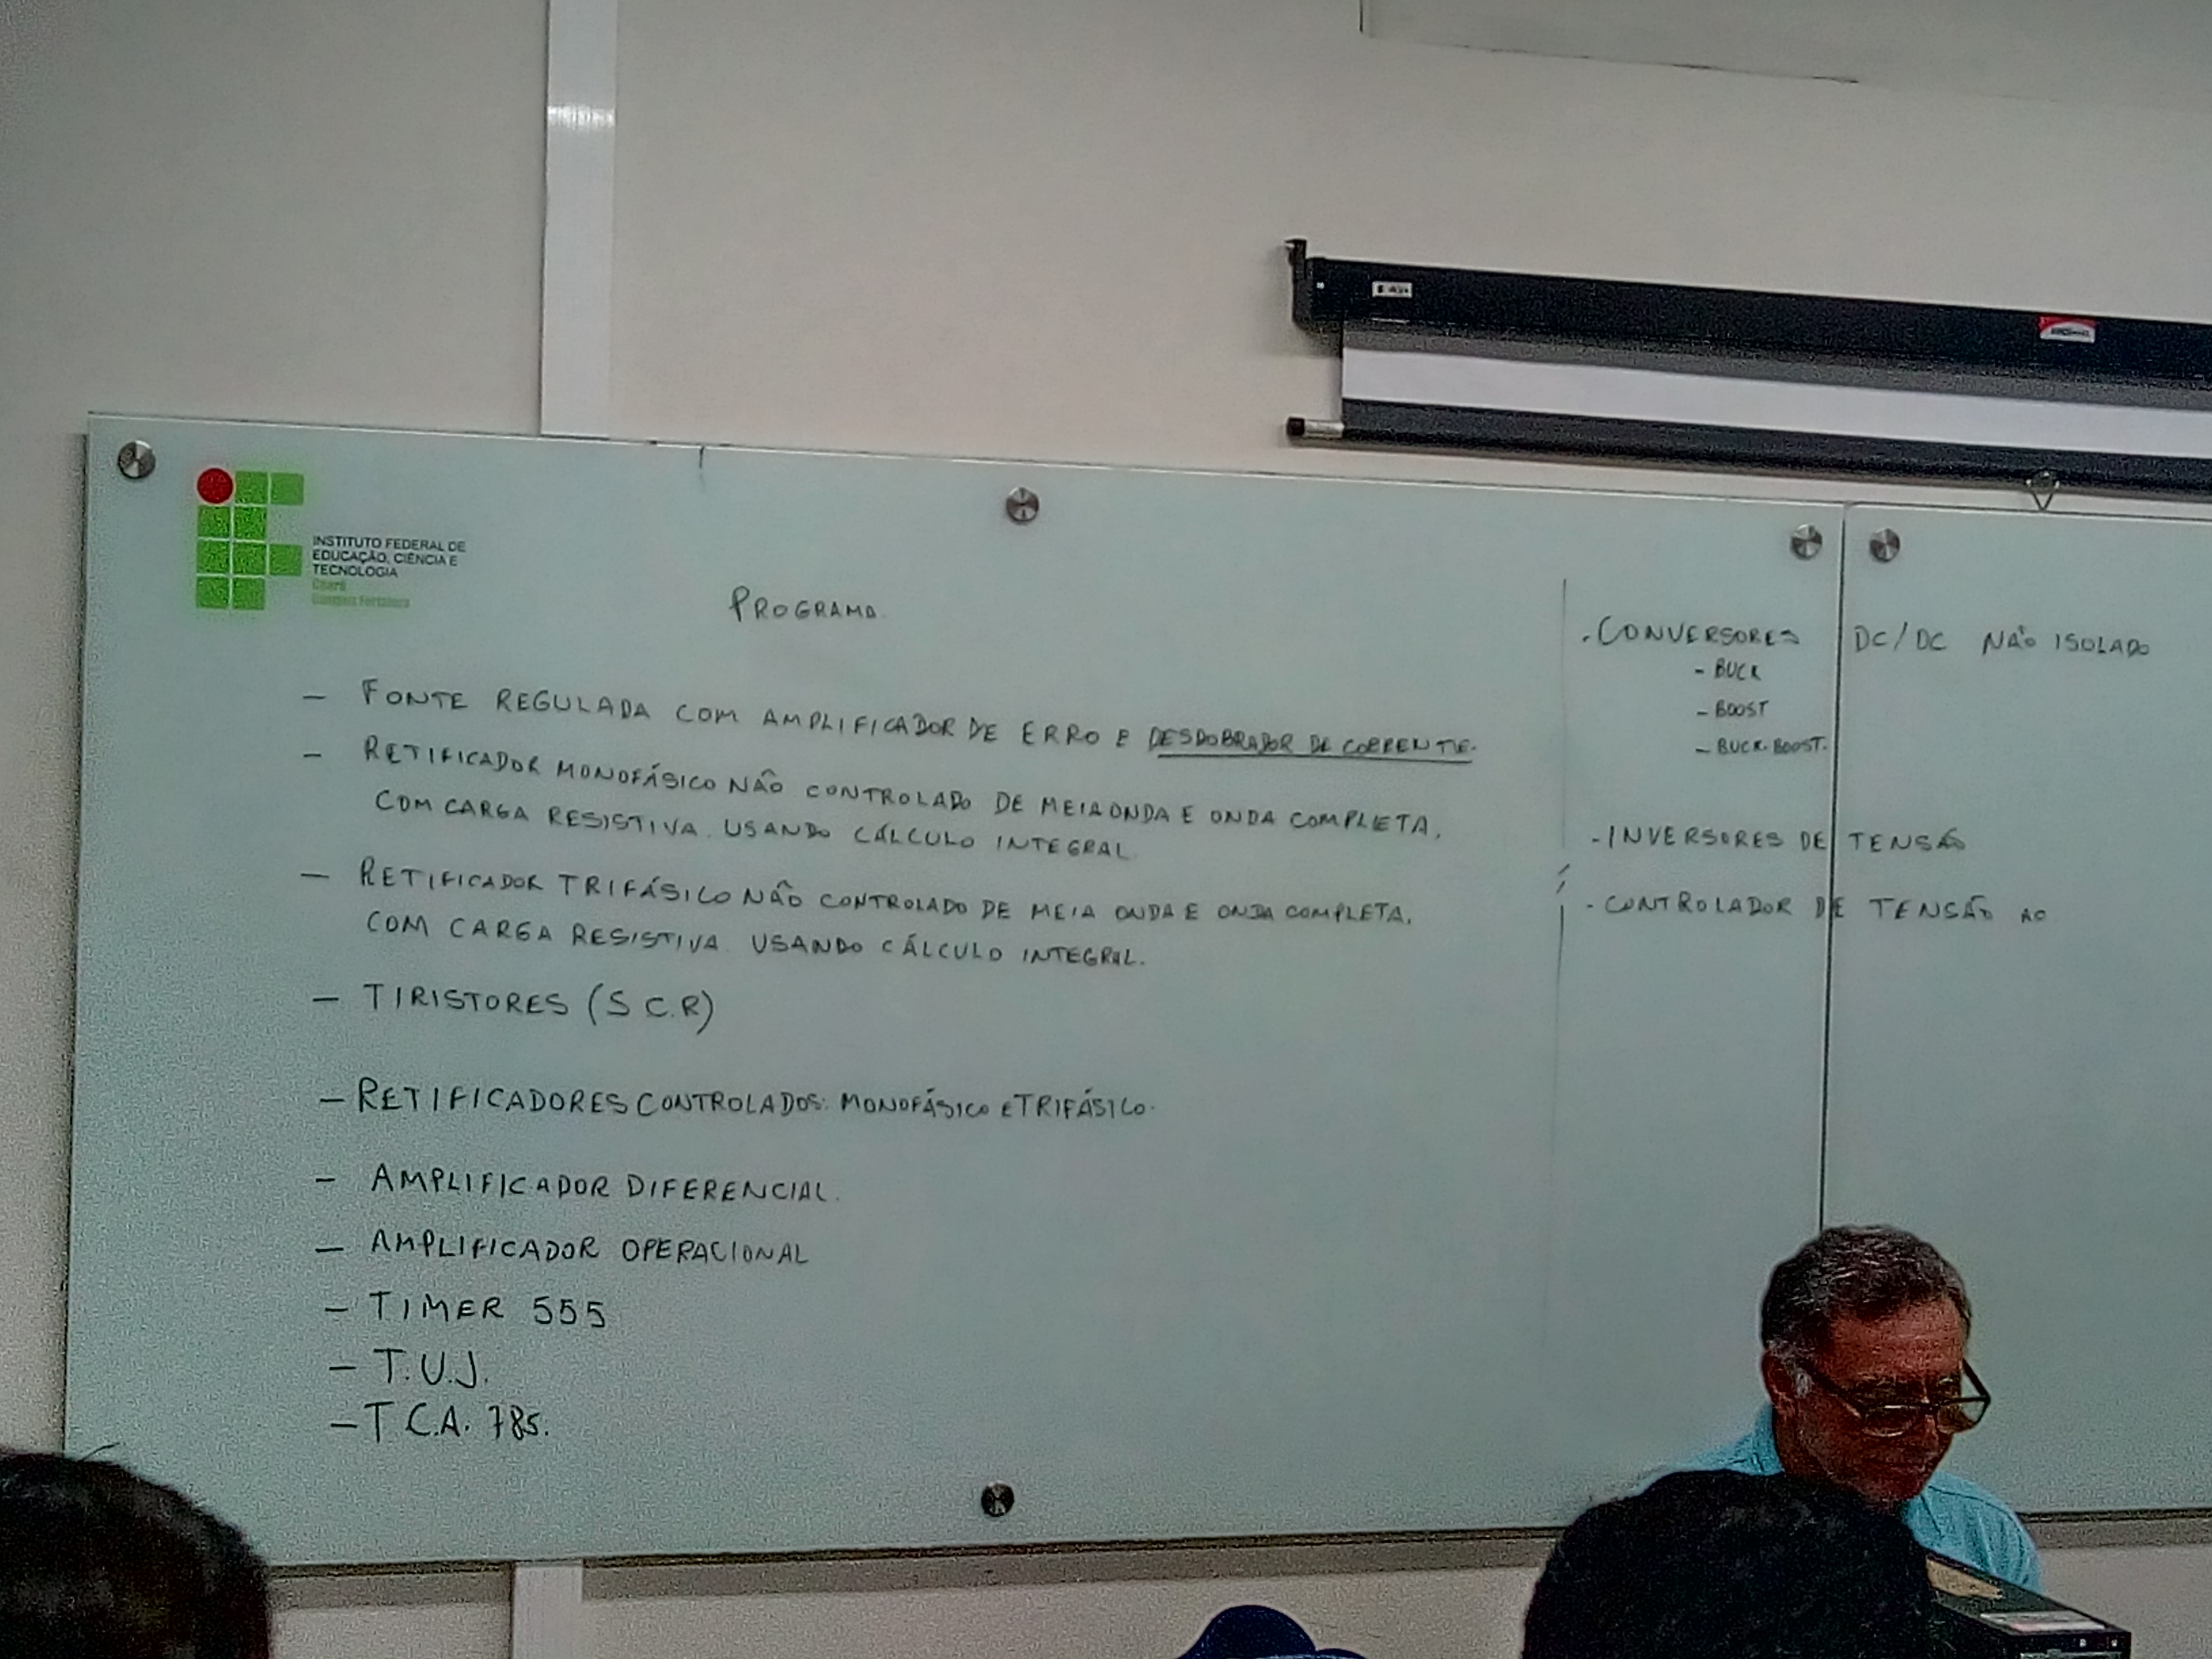 INSTITUTO FEDERAL DE
EDUCAÇÃO, CIÊNCIA E
TECNOLOGIA
Ceará
Campus Fortaleza
PROGRAMA.
- FONTE REGULADA COM AMPLIFICADOR DE ERRO E DESDOBRADOR DE CORRENTE.
- RETIFICADOR MONOFÁSICO NÃO CONTROLADO DE MEIA ONDA E ONDA COMPLETA,
COM CARGA RESISTIVA. USANDO CÁLCULO INTEGRAL.
- RETIFICADOR TRIFÁSICO NÃO CONTROLADO DE MEIA ONDA E ONDA COMPLETA,
COM CARGA RESISTIVA. USANDO CÁLCULO INTEGRAL.
- TIRISTORES (S C.R)
- RETIFICADORES CONTROLADOS: MONOFÁSICO E TRIFÁSICO.
- AMPLIFICADOR DIFERENCIAL.
- AMPLIFICADOR OPERACIONAL
- TIMER 555
- T.U.J.
- T C.A. 785.
. CONVERSORES DC/DC NÃO ISOLADO
- BUCK
- BOOST
- BUCK-BOOST.
- INVERSORES DE TENSÃO
- CONTROLADOR DE TENSÃO AC